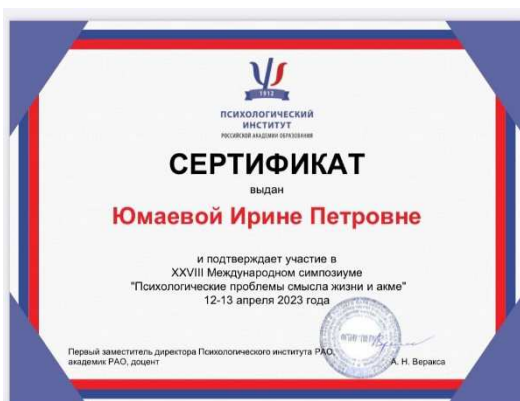 1912
ПСИХОЛОГИЧЕСКИЙ
ИНСТИТУТ
РОССИЙСКОЙ АКАДЕМИИ ОБРАЗОВАНИЯ
СЕРТИФИКАТ
выдан
Юмаевой Ирине Петровне
и подтверждает участие в
XXVIII Международном симпозиуме
"Психологические проблемы смысла жизни и акме"
12-13 апреля 2023 года
Первый заместитель директора Психологического института РАО,
академик РАО, доцент
А. Н. Веракса